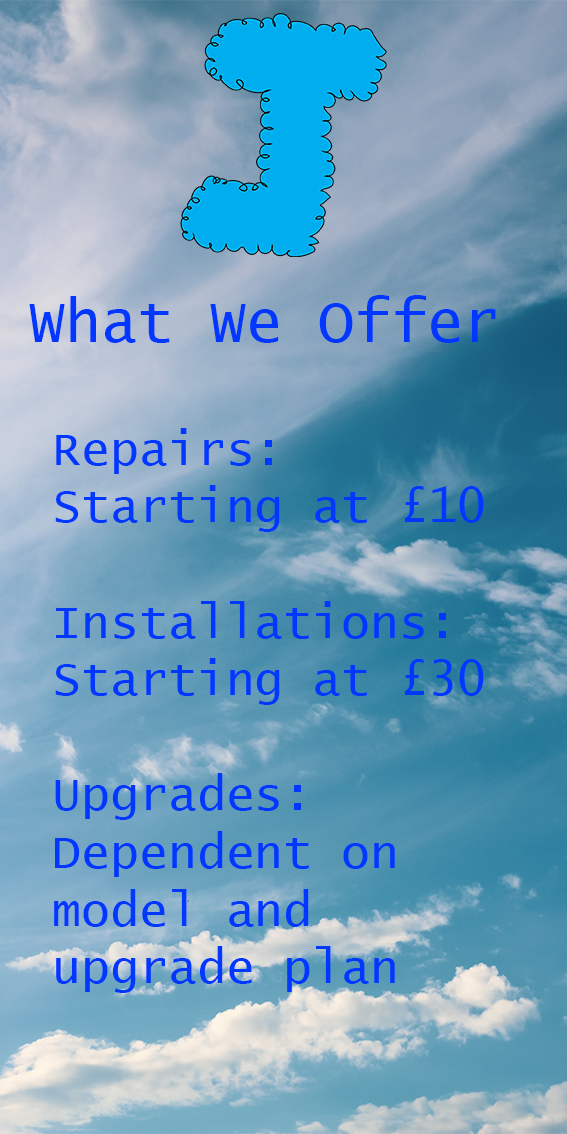 J
What We Offer
Repairs:
Starting at £10
Installations:
Starting at £30
Upgrades:
Dependent on
model and
upgrade plan